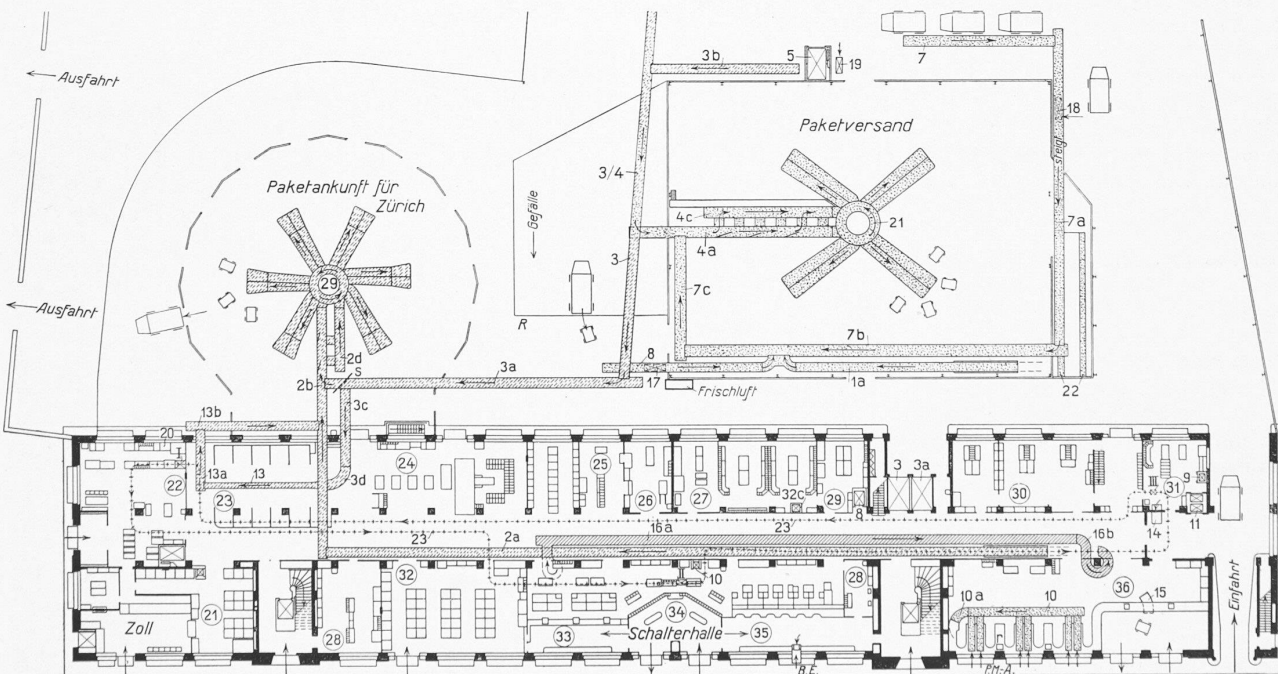 3b
5
19
7
← Ausfahrt
18
Paketversand
steigt
3/4
Paketankunft für
Zürich
Gefälle
4c
21
4a
7a
3
29
7c
← Ausfahrt
R
2d
7b
8
S
3a
2b
17
1a
Frischluft
22
3c
13b
20
24
25
3
3a
9
13a
13
3d
22
23
26
27
32c
29
30
31
8
11
14
23
16a
23
16b
2a
10
32
28
36
21
34
10a
10
15
Zoll
28
33
← Schalterhalle →
35
Einfahrt
B.E.
P.M.-A.